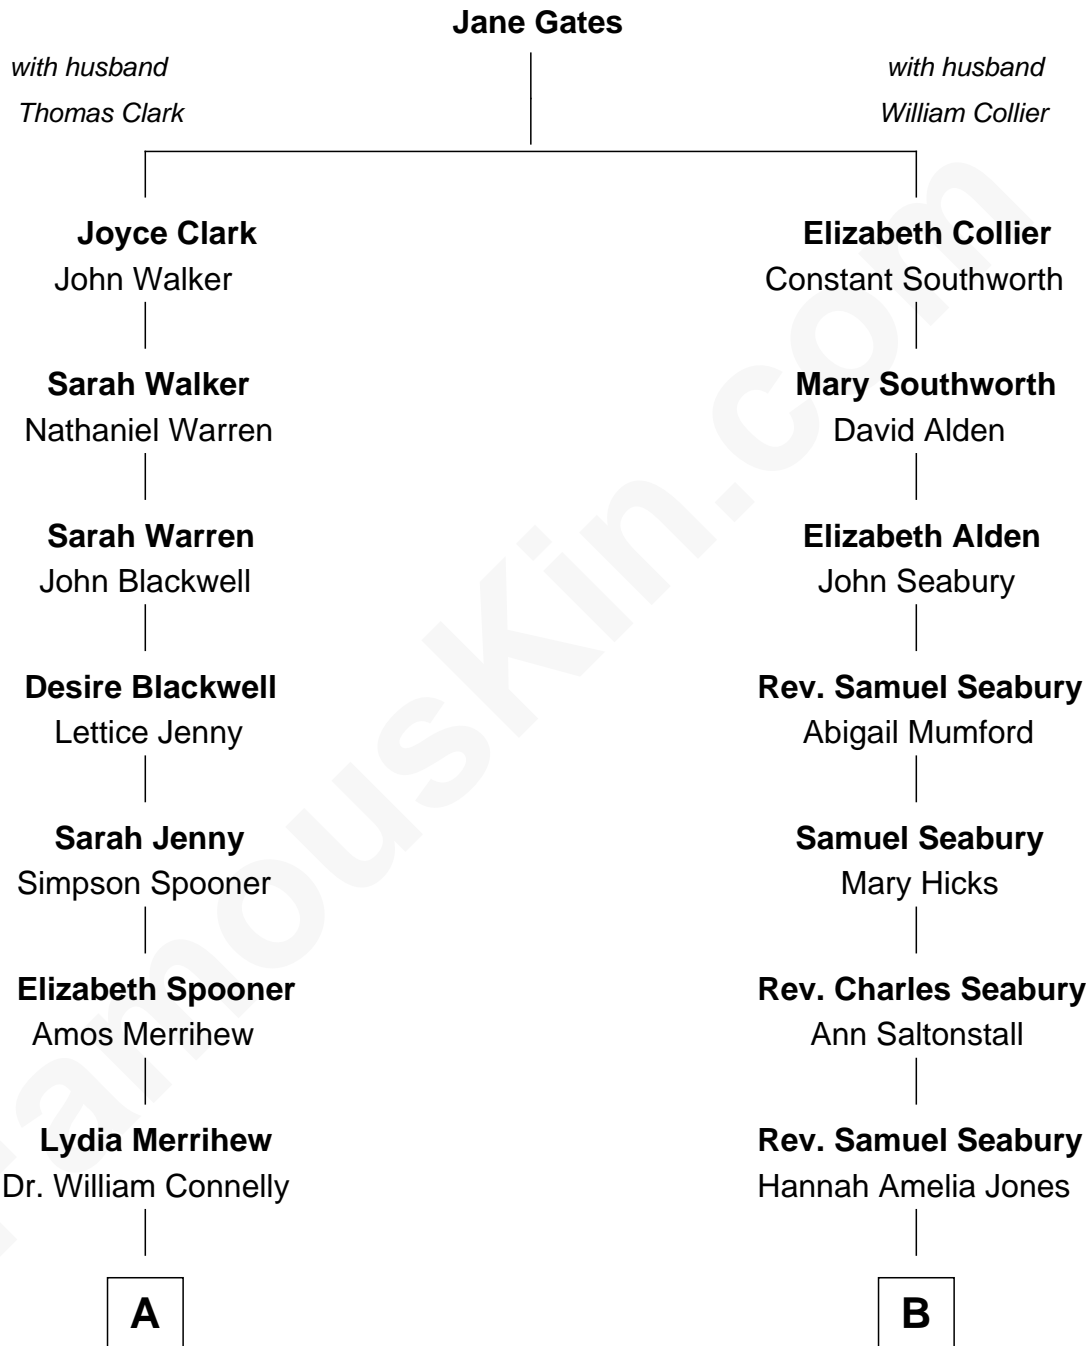 Jane Gates
with husband
Thomas Clark
with husband
William Collier
Joyce Clark
John Walker
Elizabeth Collier
Constant Southworth
Sarah Walker
Nathaniel Warren
Mary Southworth
David Alden
Sarah Warren
John Blackwell
Elizabeth Alden
John Seabury
Desire Blackwell
Lettice Jenny
Rev. Samuel Seabury
Abigail Mumford
Sarah Jenny
Simpson Spooner
Samuel Seabury
Mary Hicks
Elizabeth Spooner
Amos Merrihew
Rev. Charles Seabury
Ann Saltonstall
Lydia Merrihew
Dr. William Connelly
Rev. Samuel Seabury
Hannah Amelia Jones
A
B
FamousKin.com